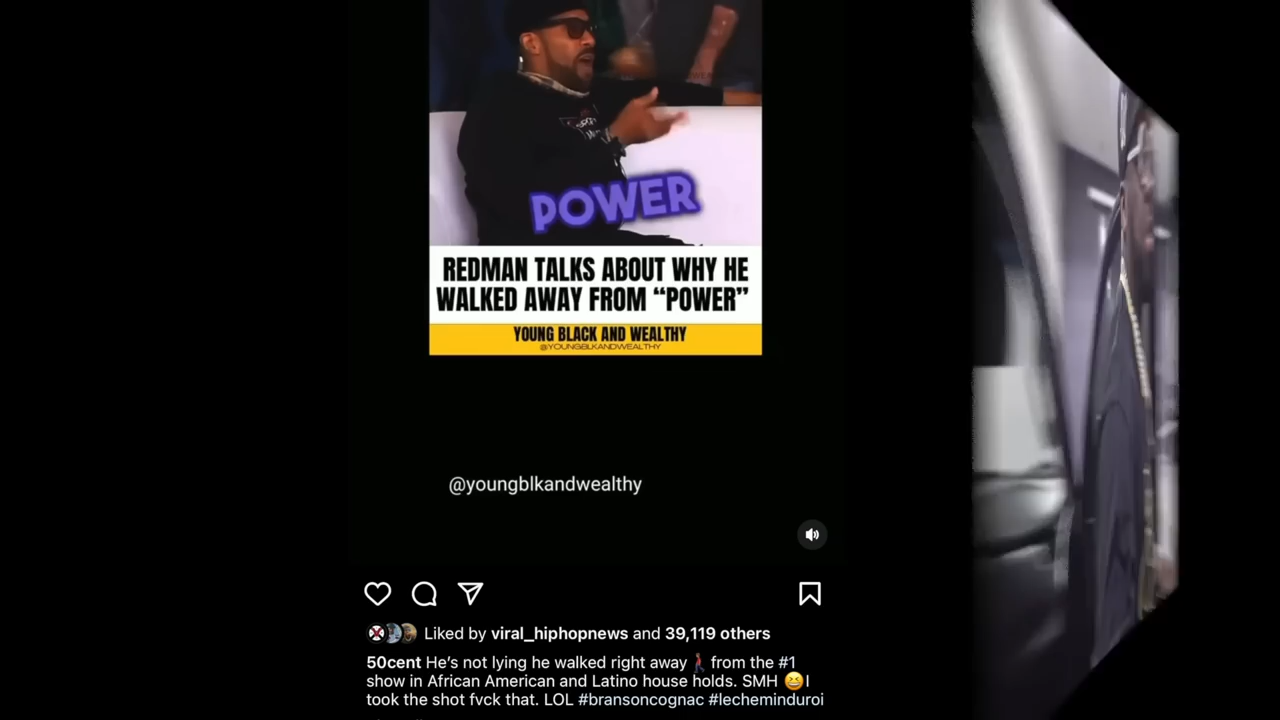 POWER
REDMAN TALKS ABOUT WHY HE
WALKED AWAY FROM “POWER”
YOUNG BLACK AND WEALTHY
@YOUNGBLKANDWEALTHY
@youngblkandwealthy
Liked by viral_hiphopnews and 39,119 others
50cent He’s not lying he walked right away🚶🏿‍♂️from the #1
show in African American and Latino house holds. SMH 😆I
took the shot fvck that. LOL #bransoncognac #lecheminduroi